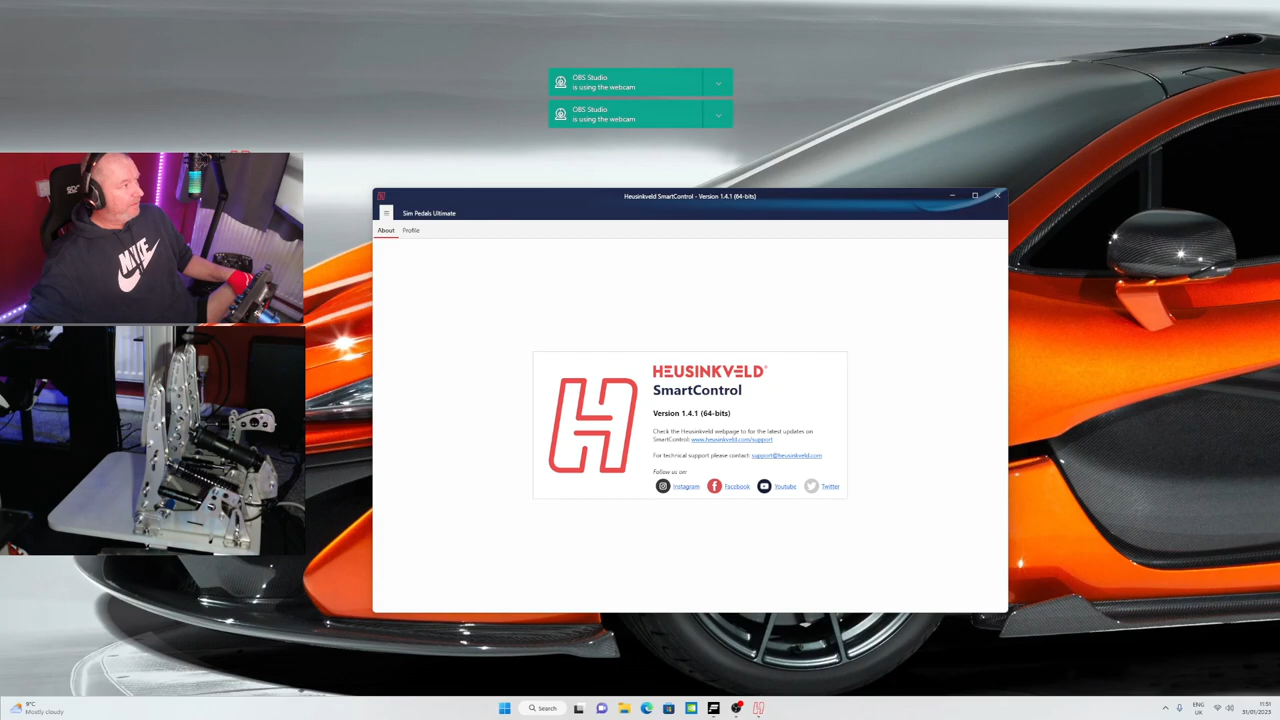 OBS Studio
is using the webcam
OBS Studio
is using the webcam
NIKE
Heusinkveld SmartControl - Version 1.4.1 (64-bits)
Sim Pedals Ultimate
About Profile
HEUSINKVELD®
SmartControl
Version 1.4.1 (64-bits)
Check the Heusinkveld webpage to for the latest updates on
SmartControl: www.heusinkveld.com/support
For technical support please contact: support@heusinkveld.com
Follow us on:
Instagram Facebook Youtube Twitter
9°C
Mostly cloudy
Search
ENG
UK
11:51
31/01/2023